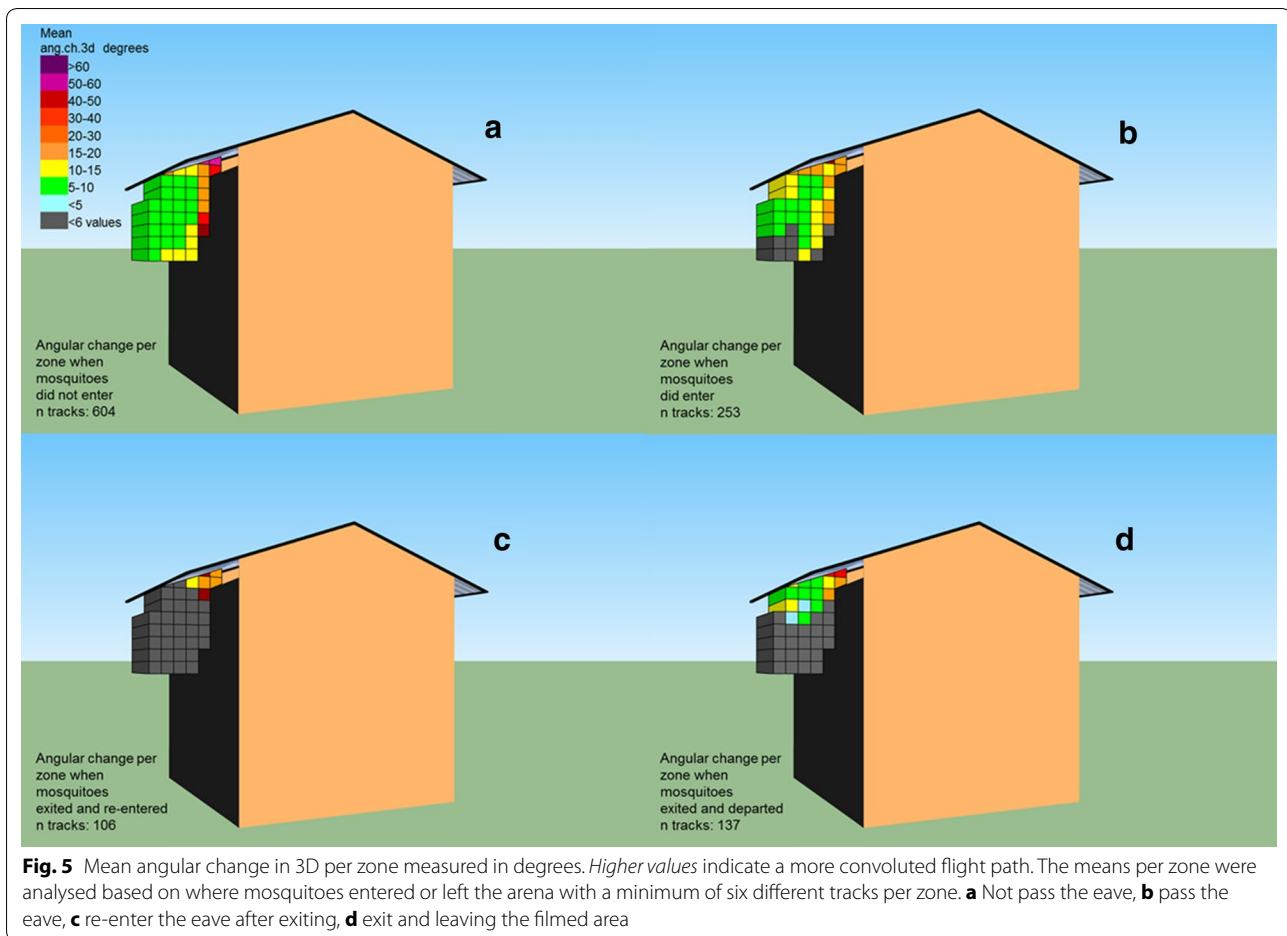 Mean
ang.ch.3d degrees
>60
50-60
40-50
30-40
20-30
15-20
10-15
5-10
<5
<6 values
a
Angular change per
zone when
mosquitoes
did not enter
n tracks: 604
b
Angular change per
zone when
mosquitoes
did enter
n tracks: 253
c
Angular change per
zone when
mosquitoes
exited and re-entered
n tracks: 106
d
Angular change per
zone when
mosquitoes
exited and departed
n tracks: 137
Fig. 5 Mean angular change in 3D per zone measured in degrees. Higher values indicate a more convoluted flight path. The means per zone were
analysed based on where mosquitoes entered or left the arena with a minimum of six different tracks per zone. a Not pass the eave, b pass the
eave, c re-enter the eave after exiting, d exit and leaving the filmed area